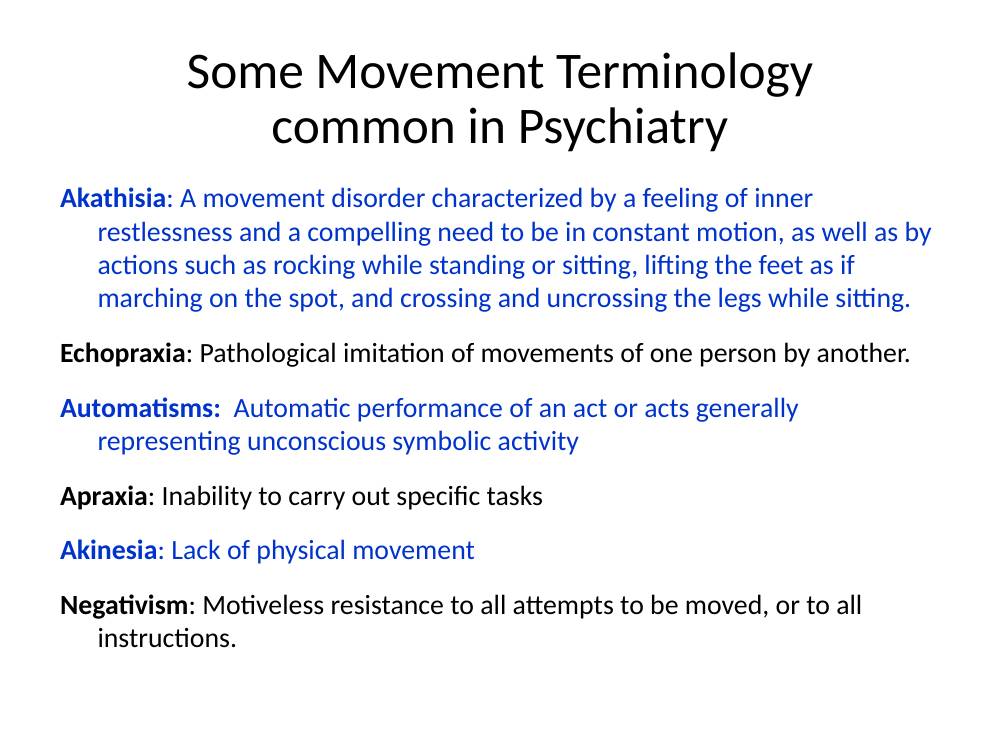 Some Movement Terminology
common in Psychiatry
Akathisia: A movement disorder characterized by a feeling of inner
restlessness and a compelling need to be in constant motion, as well as by
actions such as rocking while standing or sitting, lifting the feet as if
marching on the spot, and crossing and uncrossing the legs while sitting.
Echopraxia: Pathological imitation of movements of one person by another.
Automatisms:  Automatic performance of an act or acts generally
representing unconscious symbolic activity
Apraxia: Inability to carry out specific tasks
Akinesia: Lack of physical movement
Negativism: Motiveless resistance to all attempts to be moved, or to all
instructions.